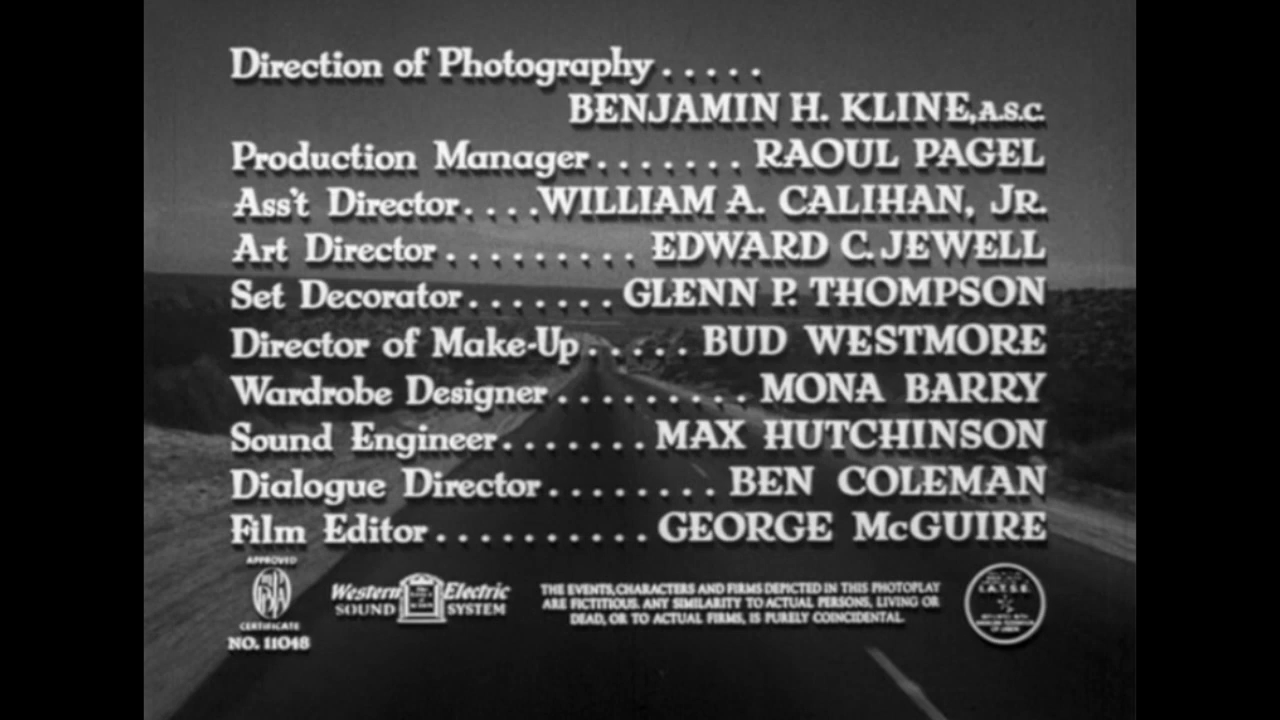 Direction of Photography . . . . .
BENJAMIN H. KLINE, A.S.C.
Production Manager . . . . . . . RAOUL PAGEL
Ass't Director. . . .WILLIAM A. CALIHAN, Jr.
Art Director . . . . . . . . . EDWARD C. JEWELL
Set Decorator . . . . . . . GLENN P. THOMPSON
Director of Make-Up . . . . . BUD WESTMORE
Wardrobe Designer . . . . . . . . . MONA BARRY
Sound Engineer . . . . . . . MAX HUTCHINSON
Dialogue Director . . . . . . . . BEN COLEMAN
Film Editor . . . . . . . . . . GEORGE McGUIRE
APPROVED
CERTIFICATE
NO. 11048
Western Electric
SOUND SYSTEM
THE EVENTS, CHARACTERS AND FIRMS DEPICTED IN THIS PHOTOPLAY
ARE FICTITIOUS. ANY SIMILARITY TO ACTUAL PERSONS, LIVING OR
DEAD, OR TO ACTUAL FIRMS, IS PURELY COINCIDENTAL.
I.A.T.S.E.